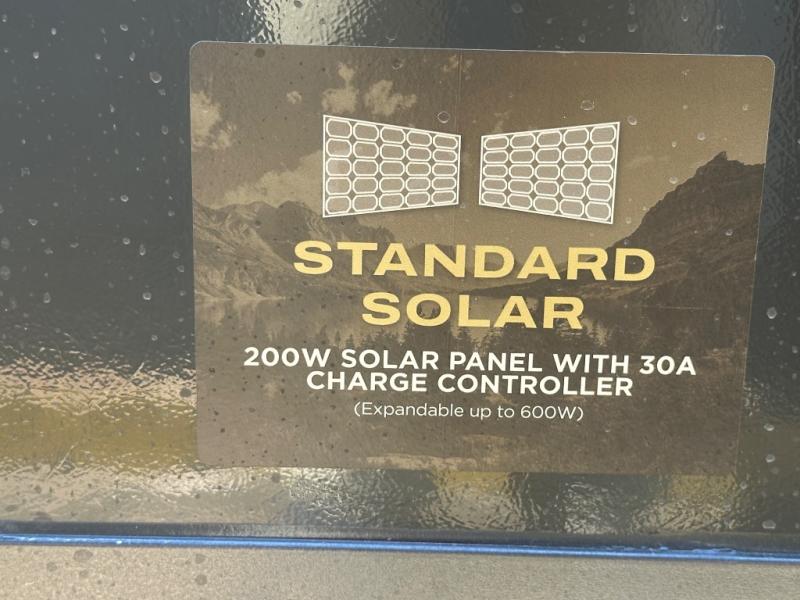 STANDARD
SOLAR
200W SOLAR PANEL WITH 30A
CHARGE CONTROLLER
(Expandable up to 600W)